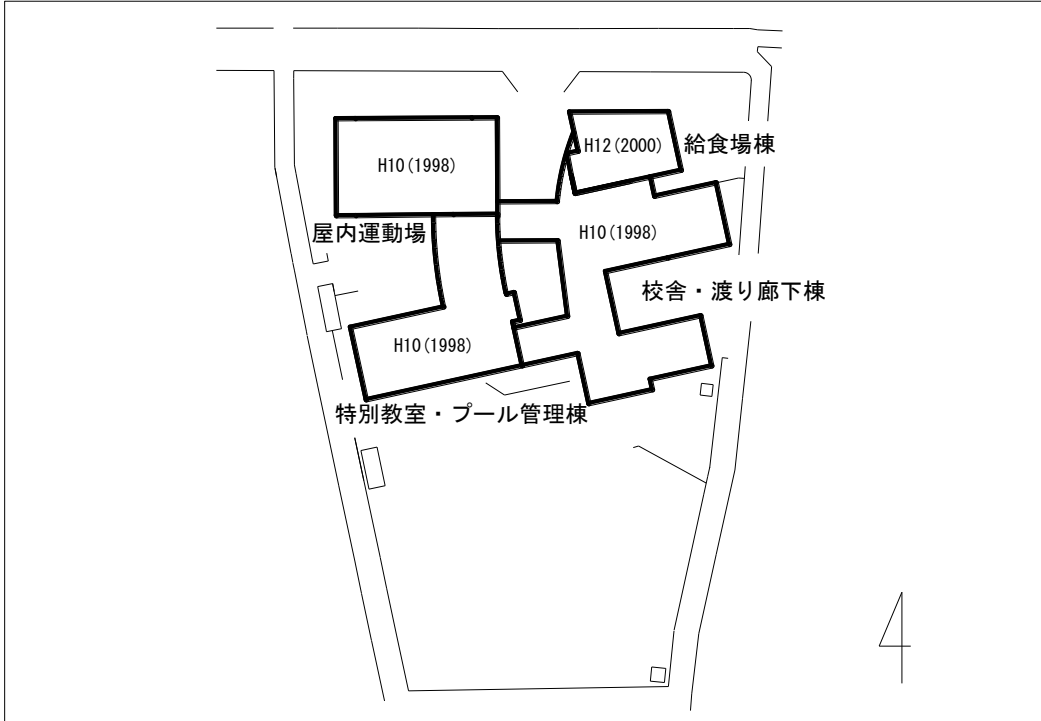 H12(2000)
給食場棟
H10(1998)
屋内運動場
H10(1998)
校舎・渡り廊下棟
H10(1998)
特別教室・プール管理棟